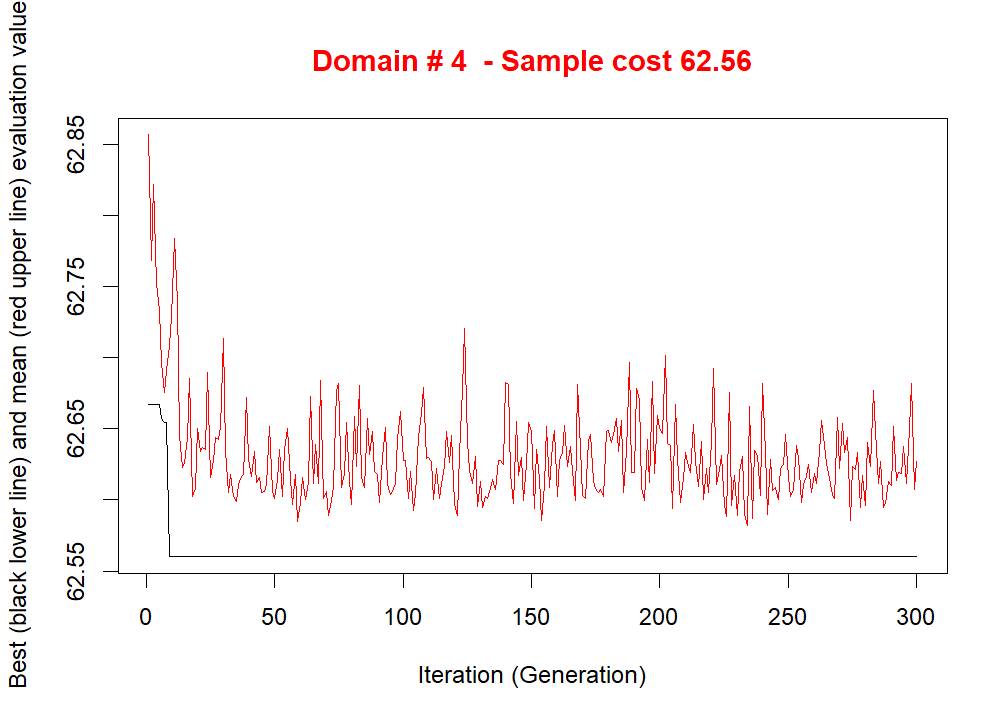 Domain # 4  - Sample cost 62.56
Best (black lower line) and mean (red upper line) evaluation value
62.85
62.75
62.65
62.55
0 50 100 150 200 250 300
Iteration (Generation)